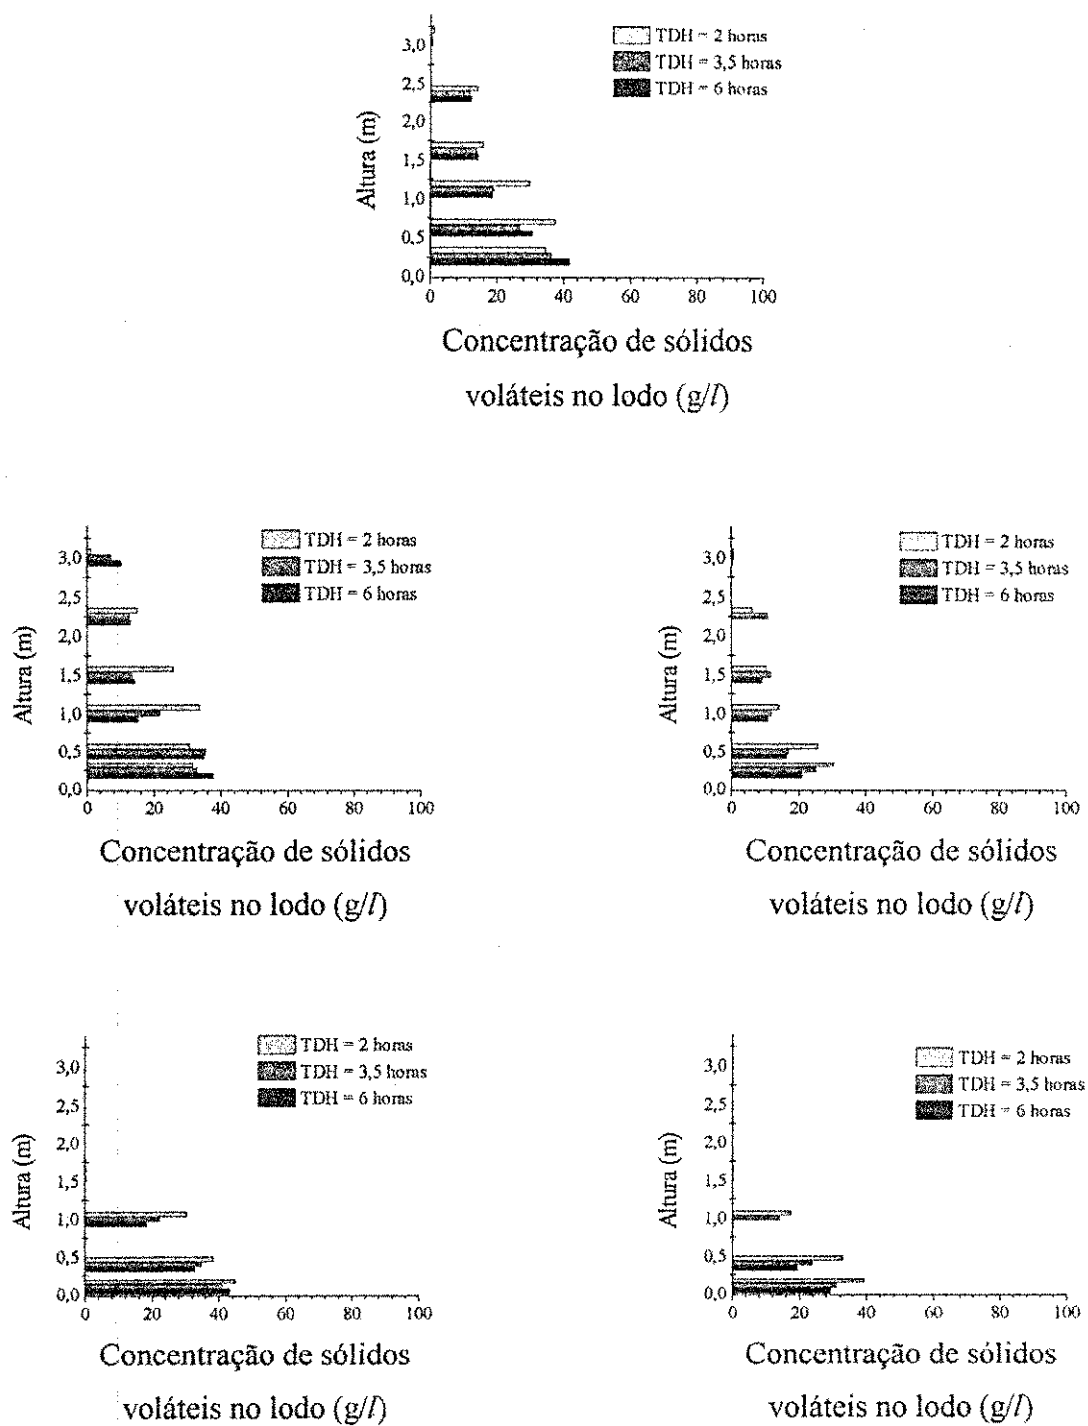 TDH = 2 horas
TDH = 3,5 horas
TDH = 6 horas
Altura (m)
3,0
2,5
2,0
1,5
1,0
0,5
0,0
0 20 40 60 80 100
Concentração de sólidos
voláteis no lodo (g/l)
TDH = 2 horas
TDH = 3,5 horas
TDH = 6 horas
Altura (m)
3,0
2,5
2,0
1,5
1,0
0,5
0,0
0 20 40 60 80 100
Concentração de sólidos
voláteis no lodo (g/l)
TDH = 2 horas
TDH = 3,5 horas
TDH = 6 horas
Altura (m)
3,0
2,5
2,0
1,5
1,0
0,5
0,0
0 20 40 60 80 100
Concentração de sólidos
voláteis no lodo (g/l)
TDH = 2 horas
TDH = 3,5 horas
TDH = 6 horas
Altura (m)
3,0
2,5
2,0
1,5
1,0
0,5
0,0
0 20 40 60 80 100
Concentração de sólidos
voláteis no lodo (g/l)
TDH = 2 horas
TDH = 3,5 horas
TDH = 6 horas
Altura (m)
3,0
2,5
2,0
1,5
1,0
0,5
0,0
0 20 40 60 80 100
Concentração de sólidos
voláteis no lodo (g/l)